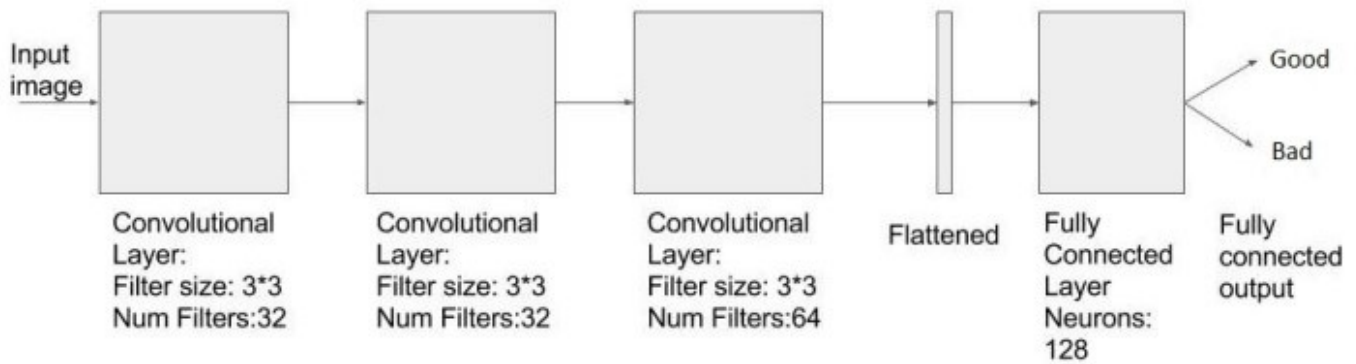 Input
image
Good
Bad
Convolutional
Layer:
Filter size: 3*3
Num Filters:32
Convolutional
Layer:
Filter size: 3*3
Num Filters:32
Convolutional
Layer:
Filter size: 3*3
Num Filters:64
Flattened
Fully
Connected
Layer
Neurons:
128
Fully
connected
output